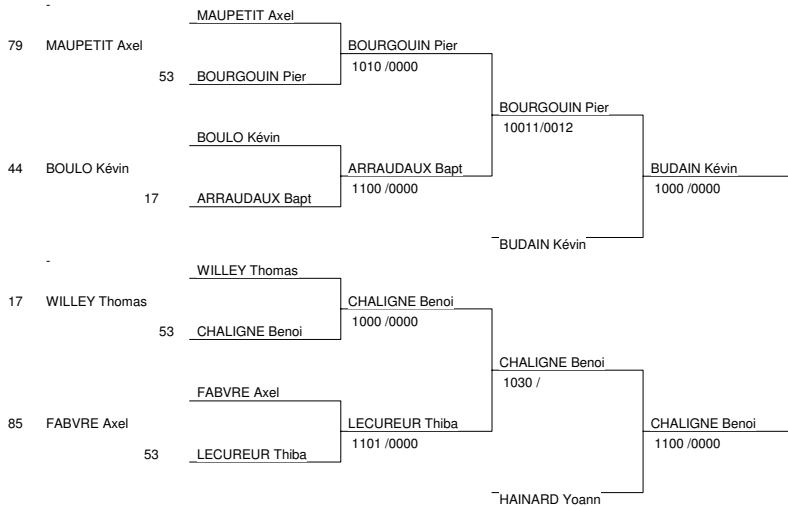 -
MAUPETIT Axel
79 MAUPETIT Axel BOURGOUIN Pier
1010 /0000
53 BOURGOUIN Pier
BOURGOUIN Pier
10011/0012
BOULO Kévin
44 BOULO Kévin ARRAUDAUX Bapt BUDAIN Kévin
1100 /0000 1000 /0000
17 ARRAUDAUX Bapt
BUDAIN Kévin
-
WILLEY Thomas
17 WILLEY Thomas CHALIGNE Benoi
1000 /0000
53 CHALIGNE Benoi
CHALIGNE Benoi
1030 /
FABVRE Axel
85 FABVRE Axel LECUREUR Thiba CHALIGNE Benoi
1101 /0000 1100 /0000
53 LECUREUR Thiba
HAINARD Yoann